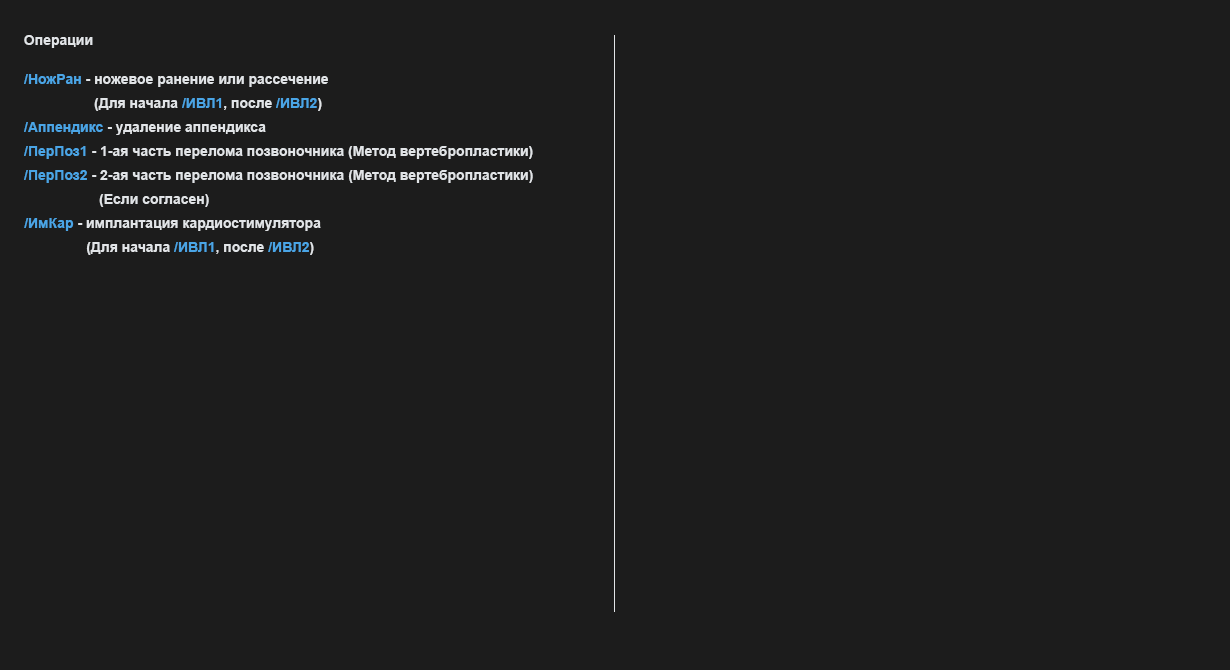 Операции
/НожРан - ножевое ранение или рассечение
(Для начала /ИВЛ1, после /ИВЛ2)
/Аппендикс - удаление аппендикса
/ПерПоз1 - 1-ая часть перелома позвоночника (Метод вертебропластики)
/ПерПоз2 - 2-ая часть перелома позвоночника (Метод вертебропластики)
(Если согласен)
/ИмКар - имплантация кардиостимулятора
(Для начала /ИВЛ1, после /ИВЛ2)